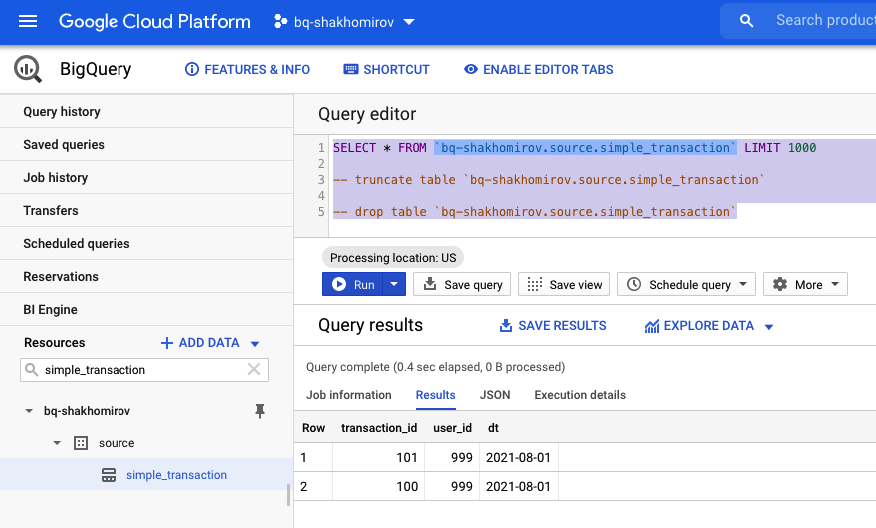 Google Cloud Platform bq-shakhomirov Search product
BigQuery FEATURES & INFO SHORTCUT ENABLE EDITOR TABS
Query history
Saved queries
Job history
Transfers
Scheduled queries
Reservations
BI Engine
Resources + ADD DATA
simple_transaction
bq-shakhomirov
source
simple_transaction
Query editor
1 SELECT * FROM `bq-shakhomirov.source.simple_transaction` LIMIT 1000
2
3 -- truncate table `bq-shakhomirov.source.simple_transaction`
4
5 -- drop table `bq-shakhomirov.source.simple_transaction`
Processing location: US
Run Save query Save view Schedule query More
Query results SAVE RESULTS EXPLORE DATA
Query complete (0.4 sec elapsed, 0 B processed)
Job information Results JSON Execution details
Row transaction_id user_id dt
1 101 999 2021-08-01
2 100 999 2021-08-01